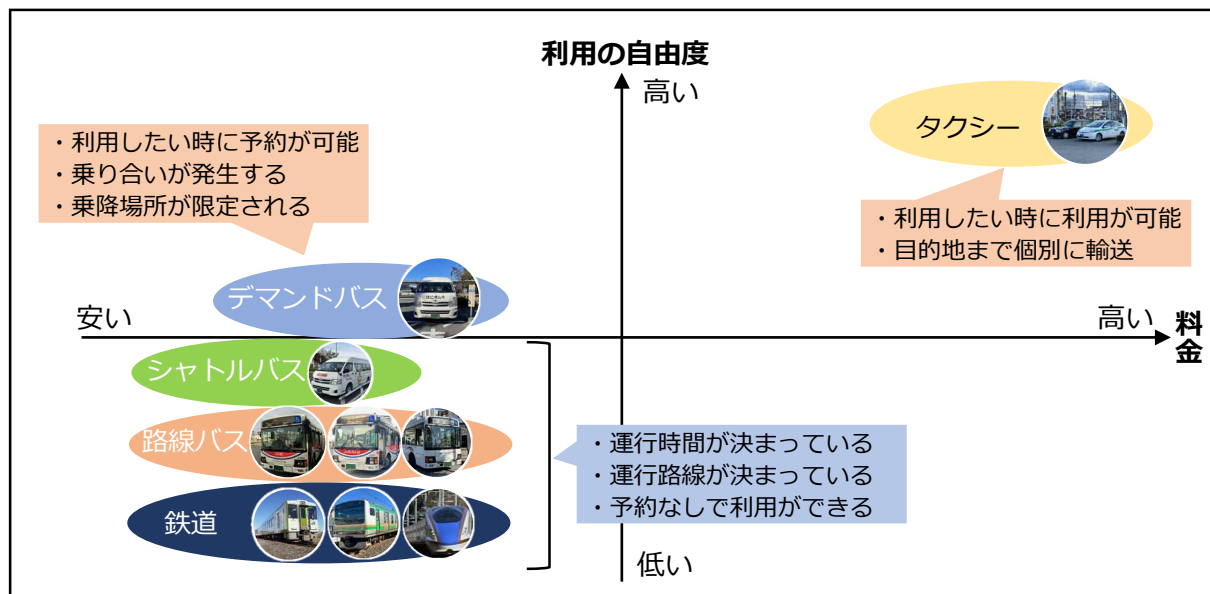 利用の自由度
高い
タクシー
・利用したい時に予約が可能
・乗り合いが発生する
・乗降場所が限定される
・利用したい時に利用が可能
・目的地まで個別に輸送
デマンドバス
安い
高い
料金
シャトルバス
路線バス
・運行時間が決まっている
・運行路線が決まっている
・予約なしで利用ができる
鉄道
低い